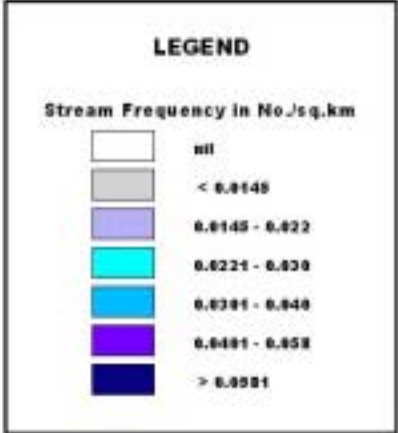 LEGEND
Stream Frequency in No./sq.km
nil
< 0.0145
0.0145 - 0.022
0.0221 - 0.030
0.0301 - 0.040
0.0401 - 0.058
> 0.0581